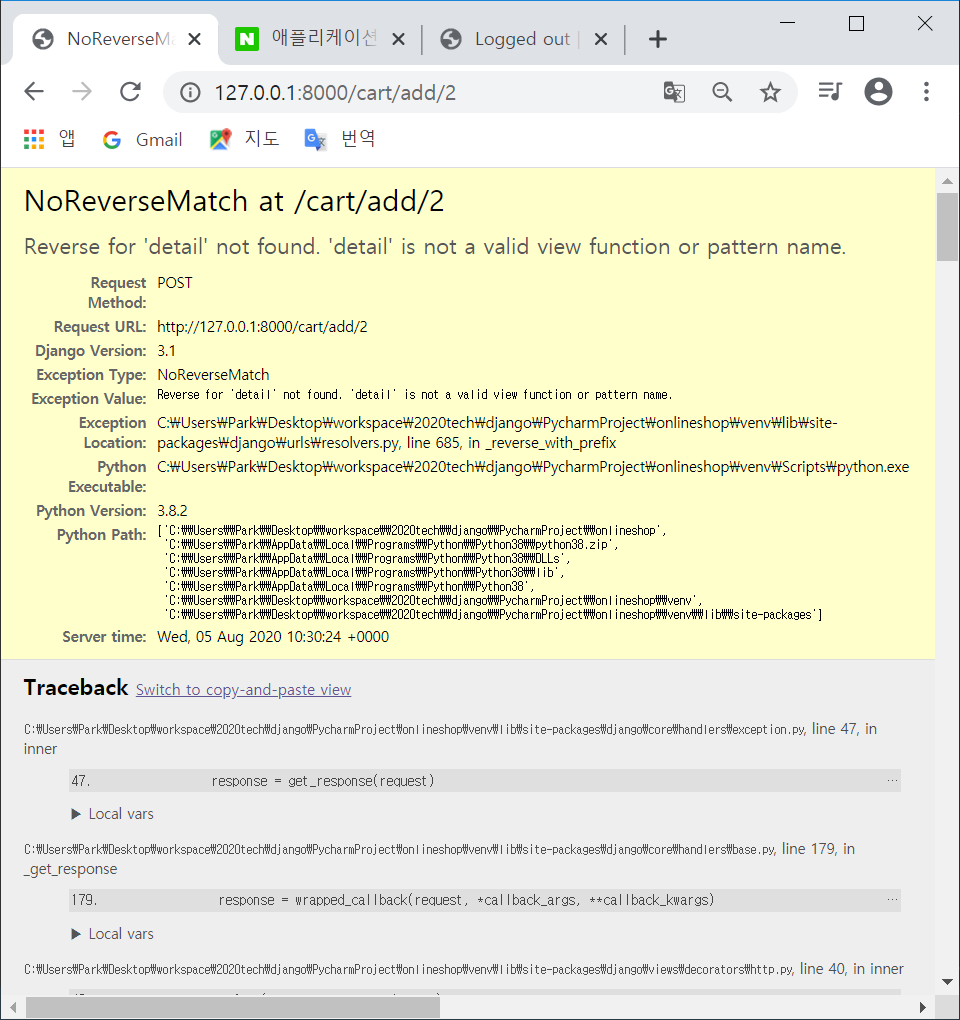 NoReverseMa
애플리케이션
Logged out |
127.0.0.1:8000/cart/add/2
앱
Gmail
지도
번역
NoReverseMatch at /cart/add/2
Reverse for 'detail' not found. 'detail' is not a valid view function or pattern name.
Request Method: POST
Request URL: http://127.0.0.1:8000/cart/add/2
Django Version: 3.1
Exception Type: NoReverseMatch
Exception Value: Reverse for 'detail' not found. 'detail' is not a valid view function or pattern name.
Exception Location: C:₩Users₩Park₩Desktop₩workspace₩2020tech₩django₩PycharmProject₩onlineshop₩venv₩lib₩site-
packages₩django₩urls₩resolvers.py, line 685, in _reverse_with_prefix
Python Executable: C:₩Users₩Park₩Desktop₩workspace₩2020tech₩django₩PycharmProject₩onlineshop₩venv₩Scripts₩python.exe
Python Version: 3.8.2
Python Path: ['C:₩₩Users₩₩Park₩₩Desktop₩₩workspace₩₩2020tech₩₩django₩₩PycharmProject₩₩onlineshop',
'C:₩₩Users₩₩Park₩₩AppData₩₩Local₩₩Programs₩₩Python₩₩Python38₩₩python38.zip',
'C:₩₩Users₩₩Park₩₩AppData₩₩Local₩₩Programs₩₩Python₩₩Python38₩₩DLLs',
'C:₩₩Users₩₩Park₩₩AppData₩₩Local₩₩Programs₩₩Python₩₩Python38₩₩lib',
'C:₩₩Users₩₩Park₩₩AppData₩₩Local₩₩Programs₩₩Python₩₩Python38',
'C:₩₩Users₩₩Park₩₩Desktop₩₩workspace₩₩2020tech₩₩django₩₩PycharmProject₩₩onlineshop₩₩venv',
'C:₩₩Users₩₩Park₩₩Desktop₩₩workspace₩₩2020tech₩₩django₩₩PycharmProject₩₩onlineshop₩₩venv₩₩lib₩₩site-packages']
Server time: Wed, 05 Aug 2020 10:30:24 +0000
Traceback Switch to copy-and-paste view
C:₩Users₩Park₩Desktop₩workspace₩2020tech₩django₩PycharmProject₩onlineshop₩venv₩lib₩site-packages₩django₩core₩handlers₩exception.py, line 47, in
inner
47. response = get_response(request) …
▶ Local vars
C:₩Users₩Park₩Desktop₩workspace₩2020tech₩django₩PycharmProject₩onlineshop₩venv₩lib₩site-packages₩django₩core₩handlers₩base.py, line 179, in
_get_response
179. response = wrapped_callback(request, *callback_args, **callback_kwargs) …
▶ Local vars
C:₩Users₩Park₩Desktop₩workspace₩2020tech₩django₩PycharmProject₩onlineshop₩venv₩lib₩site-packages₩django₩views₩decorators₩http.py, line 40, in inner